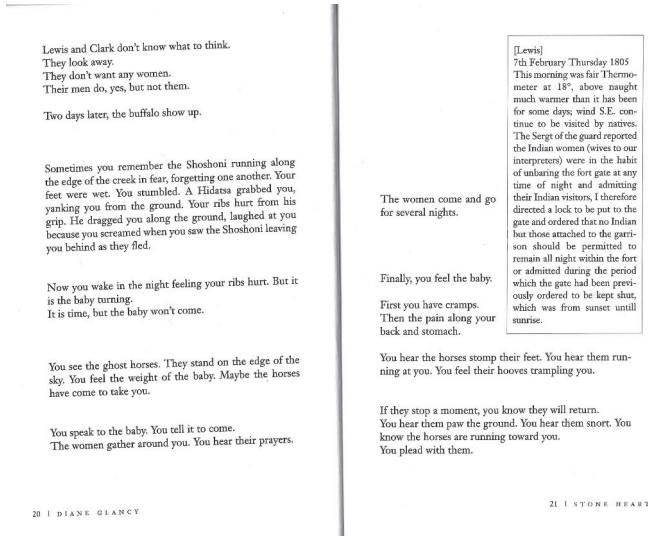 Lewis and Clark don't know what to think.
They look away.
They don't want any women.
Their men do, yes, but not them.
Two days later, the buffalo show up.
Sometimes you remember the Shoshoni running along
the edge of the creek in fear, forgetting one another. Your
feet were wet. You stumbled. A Hidatsa grabbed you,
yanking you from the ground. Your ribs hurt from his
grip. He dragged you along the ground, laughed at you
because you screamed when you saw the Shoshoni leaving
you behind as they fled.
Now you wake in the night feeling your ribs hurt. But it
is the baby turning.
It is time, but the baby won't come.
You see the ghost horses. They stand on the edge of the
sky. You feel the weight of the baby. Maybe the horses
have come to take you.
You speak to the baby. You tell it to come.
The women gather around you. You hear their prayers.
20 | DIANE GLANCY
The women come and go
for several nights.
Finally, you feel the baby.
First you have cramps.
Then the pain along your
back and stomach.
[Lewis]
7th February Thursday 1805
This morning was fair Thermo-
meter at 18°, above naught
much warmer than it has been
for some days; wind S.E. con-
tinue to be visited by natives.
The Sergt of the guard reported
the Indian women (wives to our
interpreters) were in the habit
of unbaring the fort gate at any
time of night and admitting
their Indian visitors, I therefore
directed a lock to be put to the
gate and ordered that no Indian
but those attached to the garri-
son should be permitted to
remain all night within the fort
or admitted during the period
which the gate had been previ-
ously ordered to be kept shut,
which was from sunset untill
sunrise.
You hear the horses stomp their feet. You hear them run-
ning at you. You feel their hooves trampling you.
If they stop a moment, you know they will return.
You hear them paw the ground. You hear them snort. You
know the horses are running toward you.
You plead with them.
21 | STONE HEART